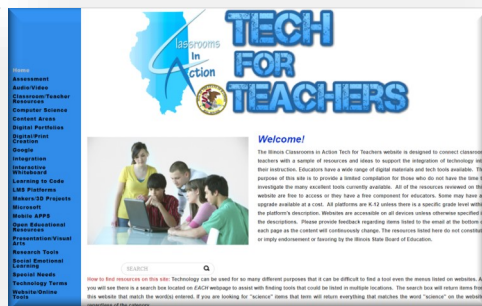 Classrooms
In
Action
TECH
FOR
TEACHERS
Home
Assessment
Audio/Video
Classroom/Teacher
Resources
Computer Science
Content Areas
Digital Portfolios
Digital/Print
Creation
Google
Integration
Interactive
Whiteboard
Learning to Code
LMS Platforms
Makers/3D Projects
Microsoft
Mobile APPS
Open Educational
Resources
Presentation/Visual
Arts
Research Tools
Social Emotional
Learning
Special Needs
Technology Terms
Website/Online
Tools
Welcome!
The Illinois Classrooms in Action Tech for Teachers website is designed to connect classroom
teachers with a sample of resources and ideas to support the integration of technology into
their instruction. Educators have a wide range of digital materials and tech tools available. The
purpose of this site is to provide a limited compilation for those who do not have the time to
investigate the many excellent tools currently available. All of the resources reviewed on this
website are free to access or they have a free component for educators. Some may have an
upgrade available at a cost. All platforms are K-12 unless there is a specific grade level within
the platform's description. Websites are accessible on all devices unless otherwise specified in
the descriptions. Please provide feedback regarding items listed to the email at the bottom of
each page as the content will continuously change. The resources listed here do not constitute
or imply endorsement or favoring by the Illinois State Board of Education.
SEARCH
How to find resources on this site: Technology can be used for so many different purposes that it can be difficult to find a tool even the menus listed on websites. As
you will see there is a search box located on EACH webpage to assist with finding tools that could be listed in multiple sections. The search box will return items from
this website that match the word(s) entered. If you are looking for "science" items that term will return everything that matches the word "science" on the website
regardless of the category.